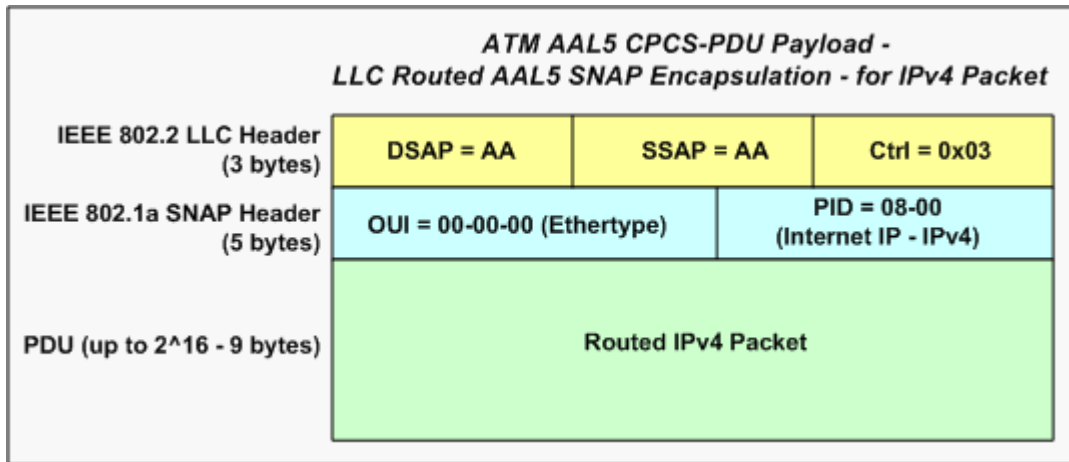 ATM AAL5 CPCS-PDU Payload -
LLC Routed AAL5 SNAP Encapsulation - for IPv4 Packet
IEEE 802.2 LLC Header
(3 bytes)
DSAP = AA
SSAP = AA
Ctrl = 0x03
IEEE 802.1a SNAP Header
(5 bytes)
OUI = 00-00-00 (Ethertype)
PID = 08-00
(Internet IP - IPv4)
PDU (up to 2^16 - 9 bytes)
Routed IPv4 Packet